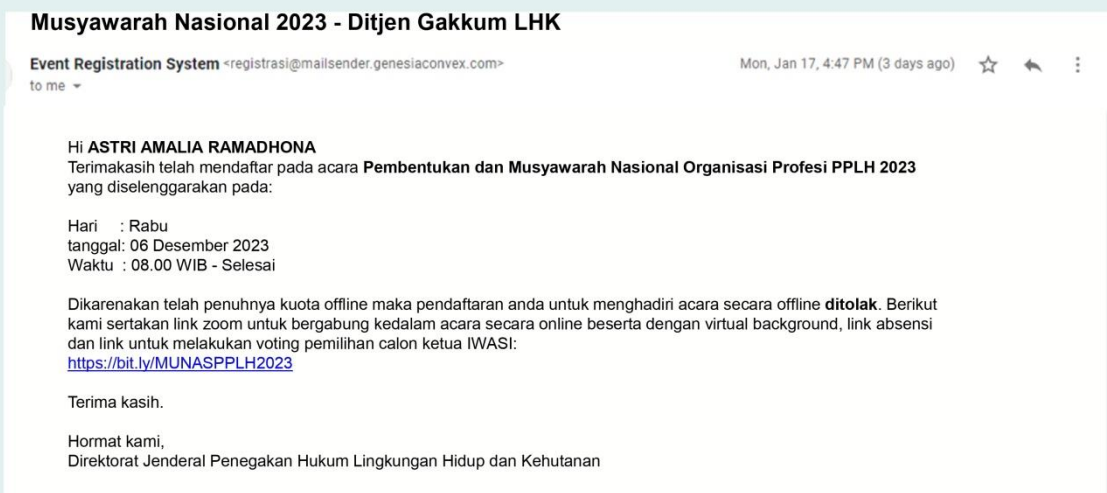 Musyawarah Nasional 2023 - Ditjen Gakkum LHK
Event Registration System <registrasi@mailsender.genesiaconvex.com>
Mon, Jan 17, 4:47 PM (3 days ago)
to me
Hi ASTRI AMALIA RAMADHONA
Terimakasih telah mendaftar pada acara Pembentukan dan Musyawarah Nasional Organisasi Profesi PPLH 2023
yang diselenggarakan pada:
Hari : Rabu
tanggal: 06 Desember 2023
Waktu : 08.00 WIB - Selesai
Dikarenakan telah penuhnya kuota offline maka pendaftaran anda untuk menghadiri acara secara offline ditolak. Berikut
kami sertakan link zoom untuk bergabung kedalam acara secara online beserta dengan virtual background, link absensi
dan link untuk melakukan voting pemilihan calon ketua IWASI:
https://bit.ly/MUNASPPLH2023
Terima kasih.
Hormat kami,
Direktorat Jenderal Penegakan Hukum Lingkungan Hidup dan Kehutanan